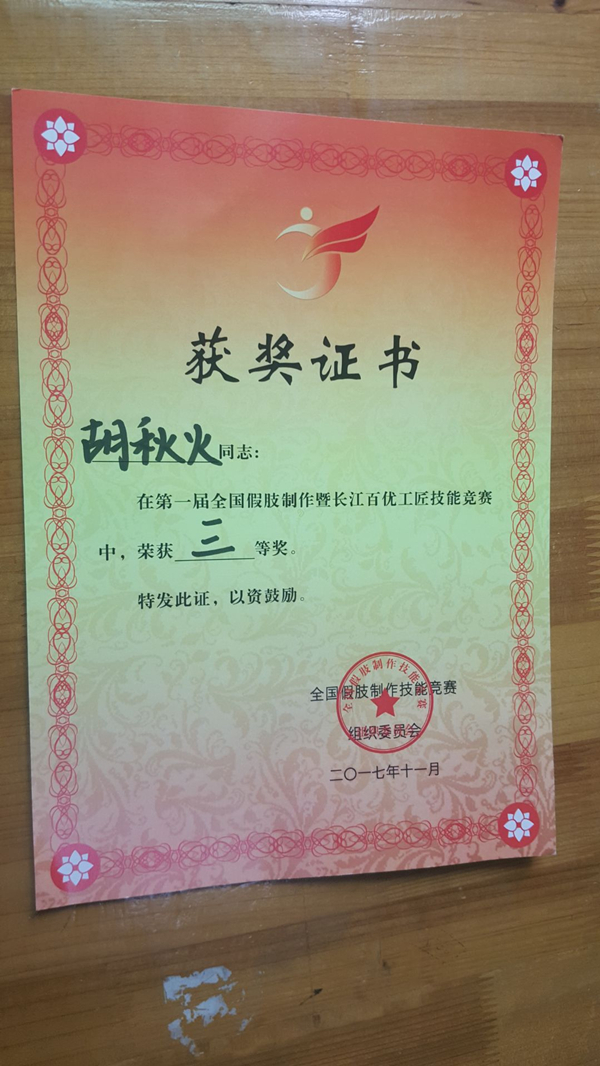 获奖证书
胡秋火同志：
在第一届全国假肢制作暨长江百优工匠技能竞赛
中，荣获三等奖。
特发此证，以资鼓励。
全国假肢制作技能竞赛
组织委员会
二〇一七年十一月